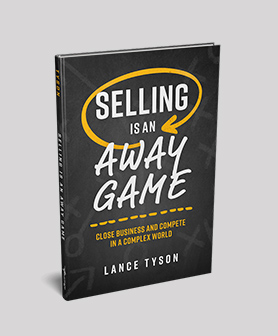 SELLING
IS AN
AWAY
GAME
CLOSE BUSINESS AND COMPETE
IN A COMPLEX WORLD
LANCE TYSON
TYSON
SELLING IS AN AWAY GAME